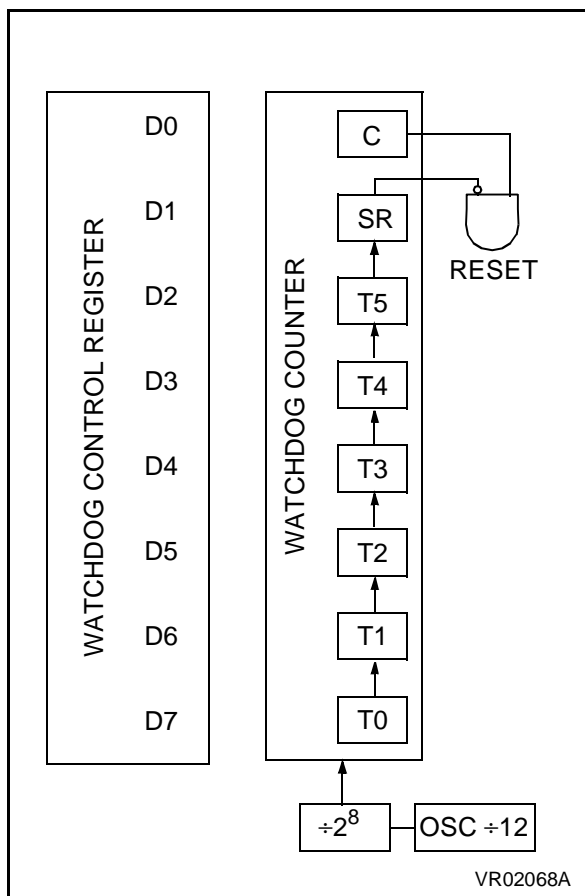 WATCHDOG CONTROL REGISTER
D0
D1
D2
D3
D4
D5
D6
D7
WATCHDOG COUNTER
C
SR
T5
T4
T3
T2
T1
T0
RESET
÷2⁸
OSC ÷12
VR02068A